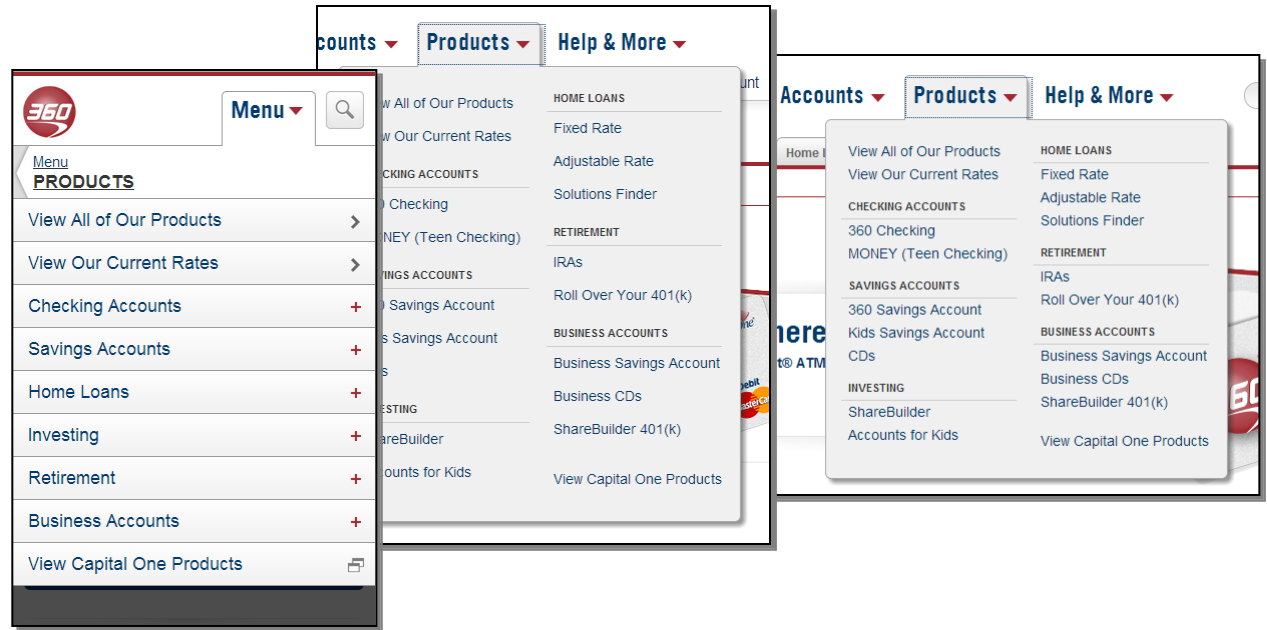 360
Menu
Menu
PRODUCTS
View All of Our Products
View Our Current Rates
Checking Accounts
Savings Accounts
Home Loans
Investing
Retirement
Business Accounts
View Capital One Products
counts
Products
Help & More
unt
w All of Our Products
w Our Current Rates
CKING ACCOUNTS
Checking
NEY (Teen Checking)
INGS ACCOUNTS
Savings Account
s Savings Account
s
ESTING
areBuilder
ounts for Kids
HOME LOANS
Fixed Rate
Adjustable Rate
Solutions Finder
RETIREMENT
IRAs
Roll Over Your 401(k)
BUSINESS ACCOUNTS
Business Savings Account
Business CDs
ShareBuilder 401(k)
View Capital One Products
Debit
Accounts
Products
Help & More
Home
View All of Our Products
View Our Current Rates
CHECKING ACCOUNTS
360 Checking
MONEY (Teen Checking)
SAVINGS ACCOUNTS
360 Savings Account
Kids Savings Account
CDs
INVESTING
ShareBuilder
Accounts for Kids
HOME LOANS
Fixed Rate
Adjustable Rate
Solutions Finder
RETIREMENT
IRAs
Roll Over Your 401(k)
BUSINESS ACCOUNTS
Business Savings Account
Business CDs
ShareBuilder 401(k)
View Capital One Products
here
t® ATM